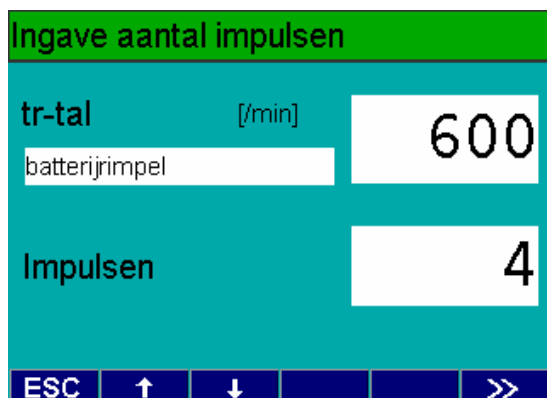 Ingave aantal impulsen
tr-tal [/min] 600
batterijrimpel
Impulsen 4
ESC ↑ ↓ >>